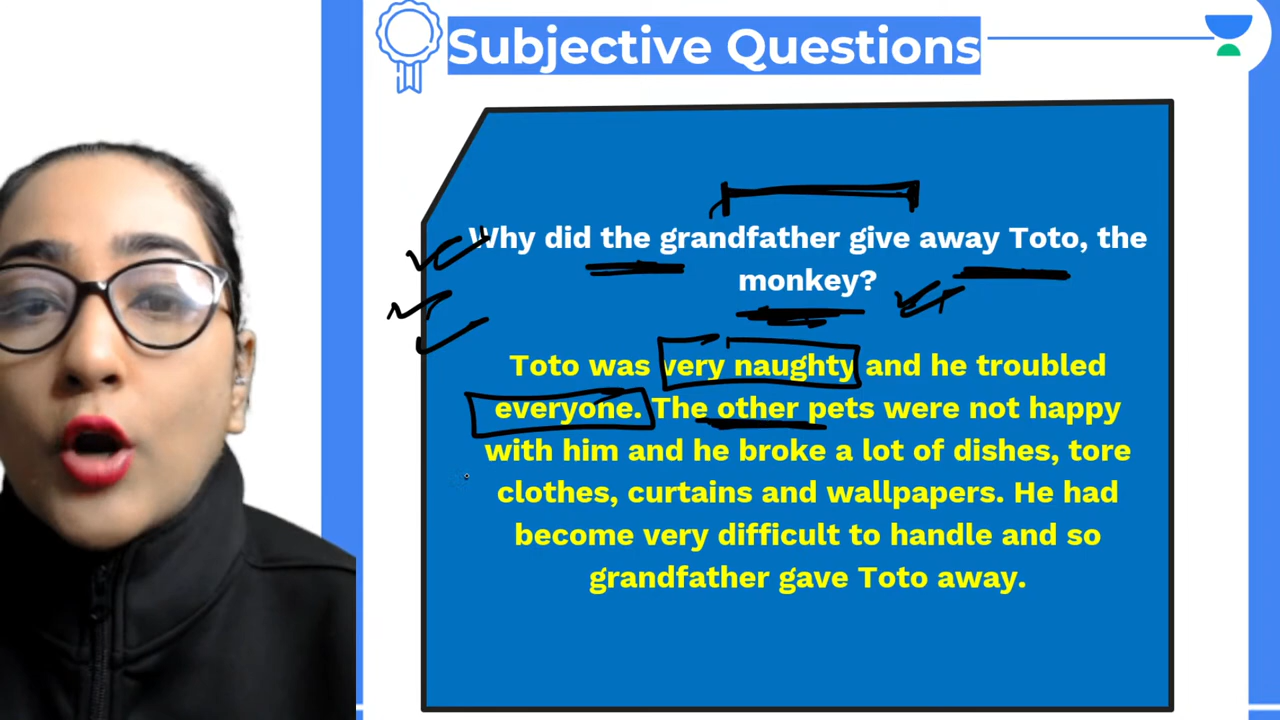 Subjective Questions
Why did the grandfather give away Toto, the
monkey?
Toto was very naughty and he troubled
everyone. The other pets were not happy
with him and he broke a lot of dishes, tore
clothes, curtains and wallpapers. He had
become very difficult to handle and so
grandfather gave Toto away.